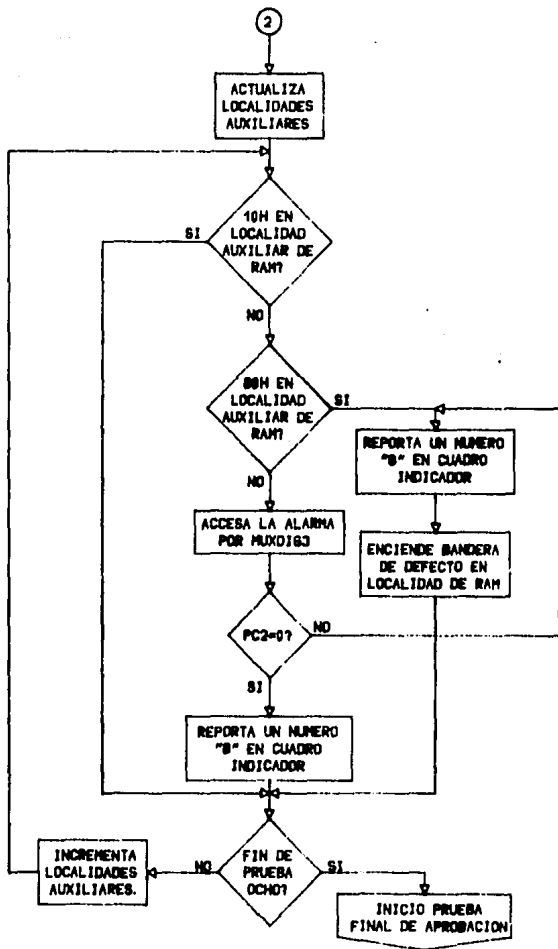 2
ACTUALIZA
LOCALIDADES
AUXILIARES
10H EN
LOCALIDAD
AUXILIAR DE
RAM?
SI
NO
LOCALIDAD
AUXILIAR DE
RAM?
SI
NO
REPORTA UN NUMERO
EN CUADRO
INDICADOR
ACCESA LA ALARMA
POR MUXDIG3
ENCIENDE BANDERA
DE DEFECTO EN
LOCALIDAD DE RAM
PC2=0?
NO
SI
REPORTA UN NUMERO
EN CUADRO
INDICADOR
INCREMENTA
LOCALIDADES
AUXILIARES.
NO
FIN DE
PRUEBA
OCHO?
SI
INICIO PRUEBA
FINAL DE APROBACION